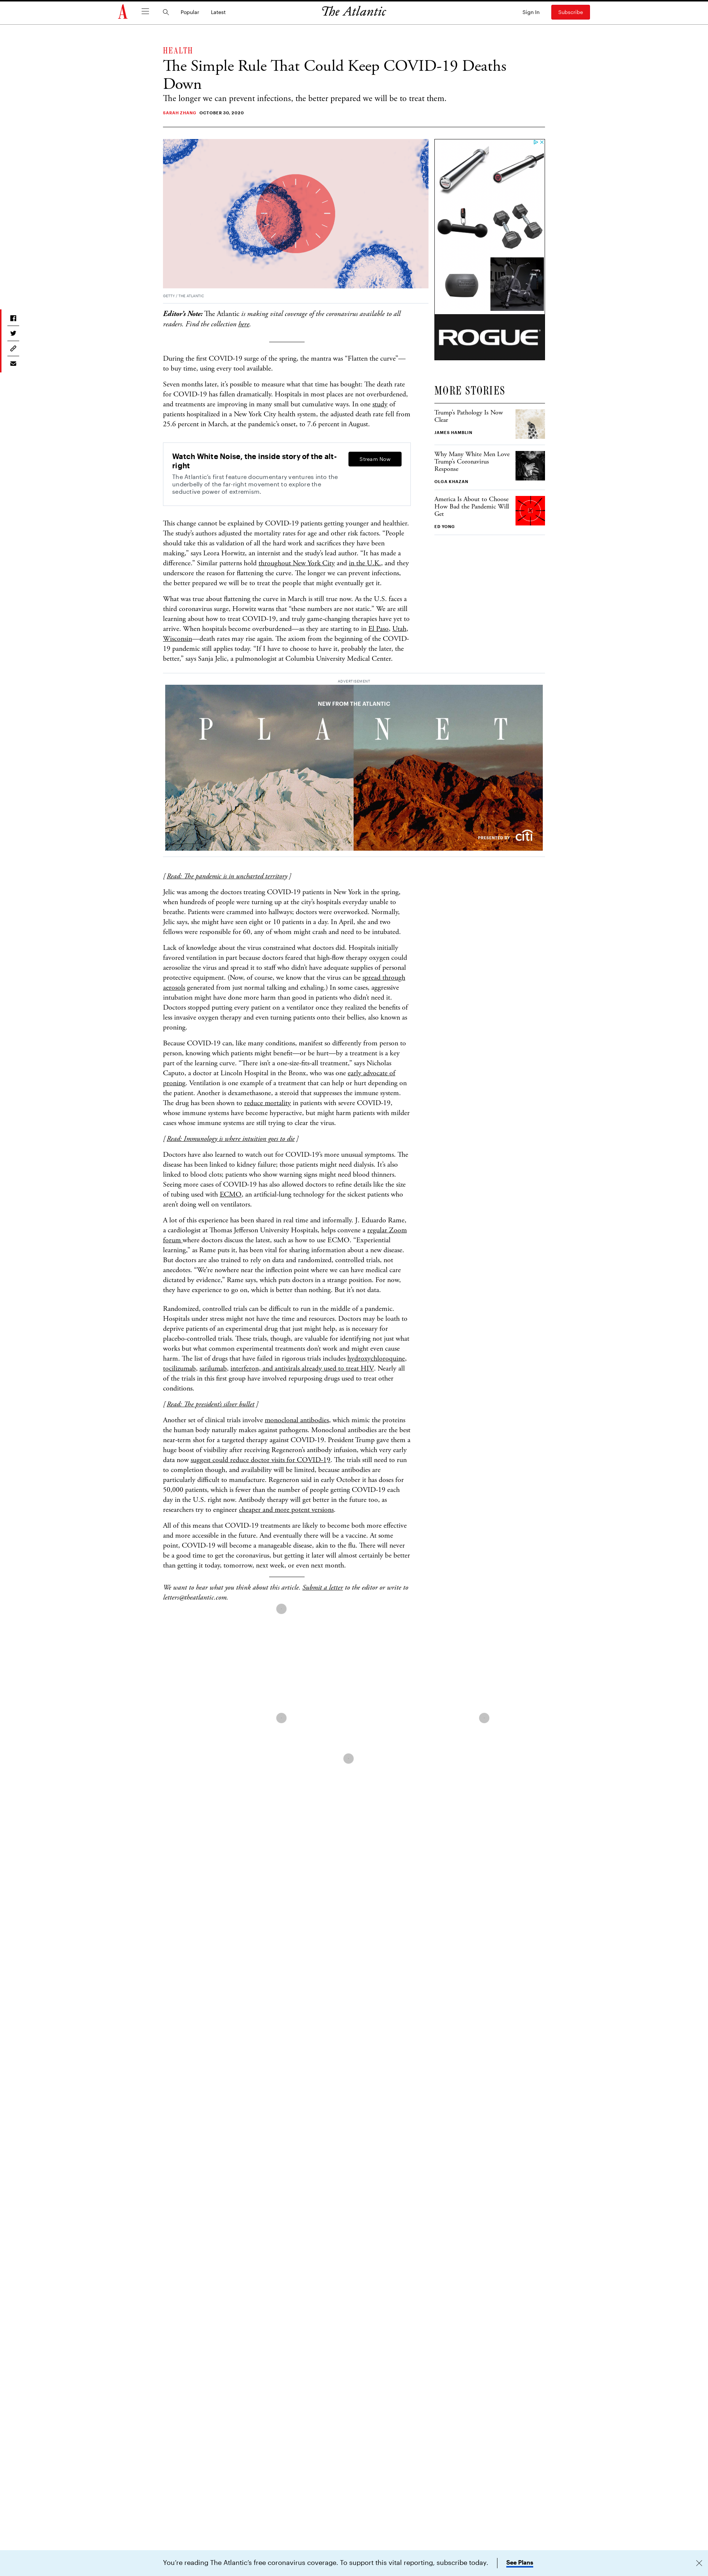 Popular
Latest
The Atlantic
Sign In
Subscribe
HEALTH
The Simple Rule That Could Keep COVID-19 Deaths
Down
The longer we can prevent infections, the better prepared we will be to treat them.
SARAH ZHANG OCTOBER 30, 2020
GETTY / THE ATLANTIC
Editor's Note: The Atlantic is making vital coverage of the coronavirus available to all
readers. Find the collection here.
During the first COVID-19 surge of the spring, the mantra was “Flatten the curve”—
to buy time, using every tool available.
Seven months later, it's possible to measure what that time has bought: The death rate
for COVID-19 has fallen dramatically. Hospitals in most places are not overburdened,
and treatments are improving in many small but cumulative ways. In one study of
patients hospitalized in a New York City health system, the adjusted death rate fell from
25.6 percent in March, at the pandemic's onset, to 7.6 percent in August.
Watch White Noise, the inside story of the alt-
right
The Atlantic's first feature documentary ventures into the
underbelly of the far-right movement to explore the
seductive power of extremism.
Stream Now
This change cannot be explained by COVID-19 patients getting younger and healthier.
The study's authors adjusted the mortality rates for age and other risk factors. “People
should take this as validation of all the hard work and sacrifices they have been
making,” says Leora Horwitz, an internist and the study's lead author. “It has made a
difference.” Similar patterns hold throughout New York City and in the U.K., and they
underscore the reason for flattening the curve. The longer we can prevent infections,
the better prepared we will be to treat the people that might eventually get it.
What was true about flattening the curve in March is still true now. As the U.S. faces a
third coronavirus surge, Horwitz warns that “these numbers are not static.” We are still
learning about how to treat COVID-19, and truly game-changing therapies have yet to
arrive. When hospitals become overburdened—as they are starting to in El Paso, Utah,
Wisconsin—death rates may rise again. The axiom from the beginning of the COVID-
19 pandemic still applies today. “If I have to choose to have it, probably the later, the
better,” says Sanja Jelic, a pulmonologist at Columbia University Medical Center.
ADVERTISEMENT
NEW FROM THE ATLANTIC
PLANET
PRESENTED BY citi
[ Read: The pandemic is in uncharted territory ]
Jelic was among the doctors treating COVID-19 patients in New York in the spring,
when hundreds of people were turning up at the city's hospitals everyday unable to
breathe. Patients were crammed into hallways; doctors were overworked. Normally,
Jelic says, she might have seen eight or 10 patients in a day. In April, she and two
fellows were responsible for 60, any of whom might crash and need to be intubated.
Lack of knowledge about the virus constrained what doctors did. Hospitals initially
favored ventilation in part because doctors feared that high-flow therapy oxygen could
aerosolize the virus and spread it to staff who didn't have adequate supplies of personal
protective equipment. (Now, of course, we know that the virus can be spread through
aerosols generated from just normal talking and exhaling.) In some cases, aggressive
intubation might have done more harm than good in patients who didn't need it.
Doctors stopped putting every patient on a ventilator once they realized the benefits of
less invasive oxygen therapy and even turning patients onto their bellies, also known as
proning.
Because COVID-19 can, like many conditions, manifest so differently from person to
person, knowing which patients might benefit—or be hurt—by a treatment is a key
part of the learning curve. “There isn't a one-size-fits-all treatment,” says Nicholas
Caputo, a doctor at Lincoln Hospital in the Bronx, who was one early advocate of
proning. Ventilation is one example of a treatment that can help or hurt depending on
the patient. Another is dexamethasone, a steroid that suppresses the immune system.
The drug has been shown to reduce mortality in patients with severe COVID-19,
whose immune systems have become hyperactive, but might harm patients with milder
cases whose immune systems are still trying to clear the virus.
[ Read: Immunology is where intuition goes to die ]
Doctors have also learned to watch out for COVID-19's more unusual symptoms. The
disease has been linked to kidney failure; those patients might need dialysis. It's also
linked to blood clots; patients who show warning signs might need blood thinners.
Seeing more cases of COVID-19 has also allowed doctors to refine details like the size
of tubing used with ECMO, an artificial-lung technology for the sickest patients who
aren't doing well on ventilators.
A lot of this experience has been shared in real time and informally. J. Eduardo Rame,
a cardiologist at Thomas Jefferson University Hospitals, helps convene a regular Zoom
forum where doctors discuss the latest, such as how to use ECMO. “Experiential
learning,” as Rame puts it, has been vital for sharing information about a new disease.
But doctors are also trained to rely on data and randomized, controlled trials, not
anecdotes. “We're nowhere near the inflection point where we can have medical care
dictated by evidence,” Rame says, which puts doctors in a strange position. For now,
they have experience to go on, which is better than nothing. But it's not data.
Randomized, controlled trials can be difficult to run in the middle of a pandemic.
Hospitals under stress might not have the time and resources. Doctors may be loath to
deprive patients of an experimental drug that just might help, as is necessary for
placebo-controlled trials. These trials, though, are valuable for identifying not just what
works but what common experimental treatments don't work and might even cause
harm. The list of drugs that have failed in rigorous trials includes hydroxychloroquine,
tocilizumab, sarilumab, interferon, and antivirals already used to treat HIV. Nearly all
of the trials in this first group have involved repurposing drugs used to treat other
conditions.
[ Read: The president's silver bullet ]
Another set of clinical trials involve monoclonal antibodies, which mimic the proteins
the human body naturally makes against pathogens. Monoclonal antibodies are the best
near-term shot for a targeted therapy against COVID-19. President Trump gave them a
huge boost of visibility after receiving Regeneron's antibody infusion, which very early
data now suggest could reduce doctor visits for COVID-19. The trials still need to run
to completion though, and availability will be limited, because antibodies are
particularly difficult to manufacture. Regeneron said in early October it has doses for
50,000 patients, which is fewer than the number of people getting COVID-19 each
day in the U.S. right now. Antibody therapy will get better in the future too, as
researchers try to engineer cheaper and more potent versions.
All of this means that COVID-19 treatments are likely to become both more effective
and more accessible in the future. And eventually there will be a vaccine. At some
point, COVID-19 will become a manageable disease, akin to the flu. There will never
be a good time to get the coronavirus, but getting it later will almost certainly be better
than getting it today, tomorrow, next week, or even next month.
We want to hear what you think about this article. Submit a letter to the editor or write to
letters@theatlantic.com.
ROGUE
MORE STORIES
Trump's Pathology Is Now
Clear
JAMES HAMBLIN
Why Many White Men Love
Trump's Coronavirus
Response
OLGA KHAZAN
America Is About to Choose
How Bad the Pandemic Will
Get
ED YONG
You're reading The Atlantic's free coronavirus coverage. To support this vital reporting, subscribe today.
See Plans